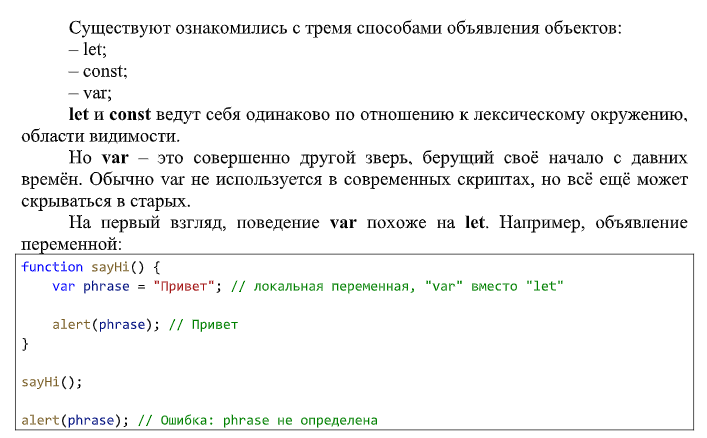 Существуют ознакомились с тремя способами объявления объектов:
– let;
– const;
– var;
let и const ведут себя одинаково по отношению к лексическому окружению,
области видимости.
Но var – это совершенно другой зверь, берущий своё начало с давних
времён. Обычно var не используется в современных скриптах, но всё ещё может
скрываться в старых.
На первый взгляд, поведение var похоже на let. Например, объявление
переменной:
function sayHi() {
    var phrase = "Привет"; // локальная переменная, "var" вместо "let"
    alert(phrase); // Привет
}
sayHi();
alert(phrase); // Ошибка: phrase не определена